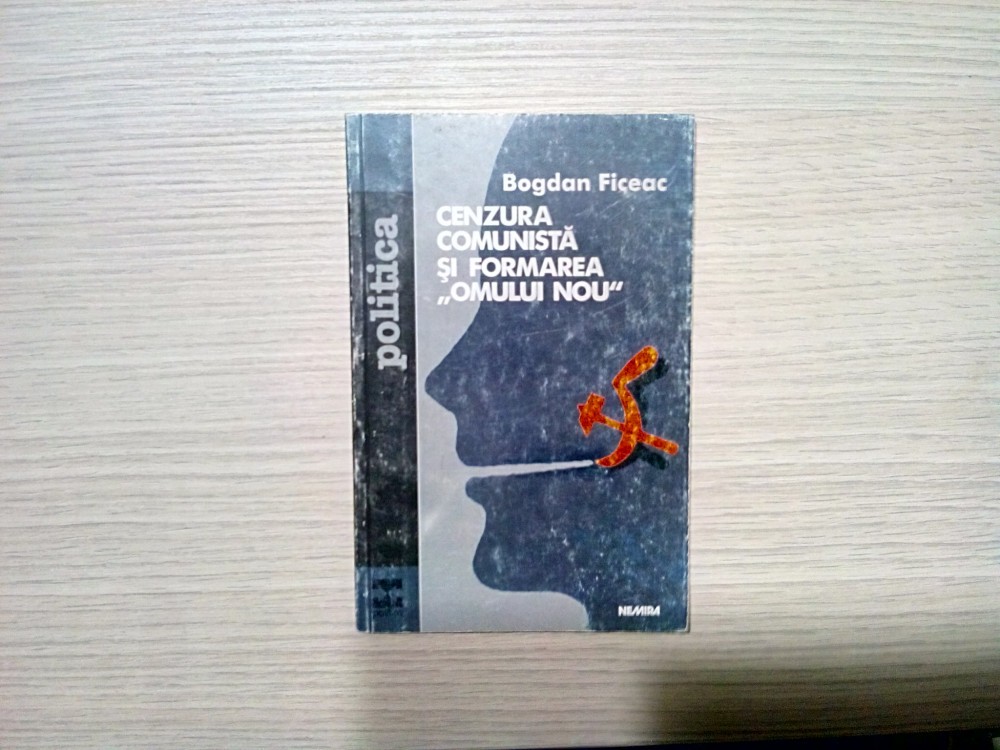 Bogdan Ficeac
CENZURA
COMUNISTĂ
ŞI FORMAREA
„OMULUI NOU“
politica
NEMIRA